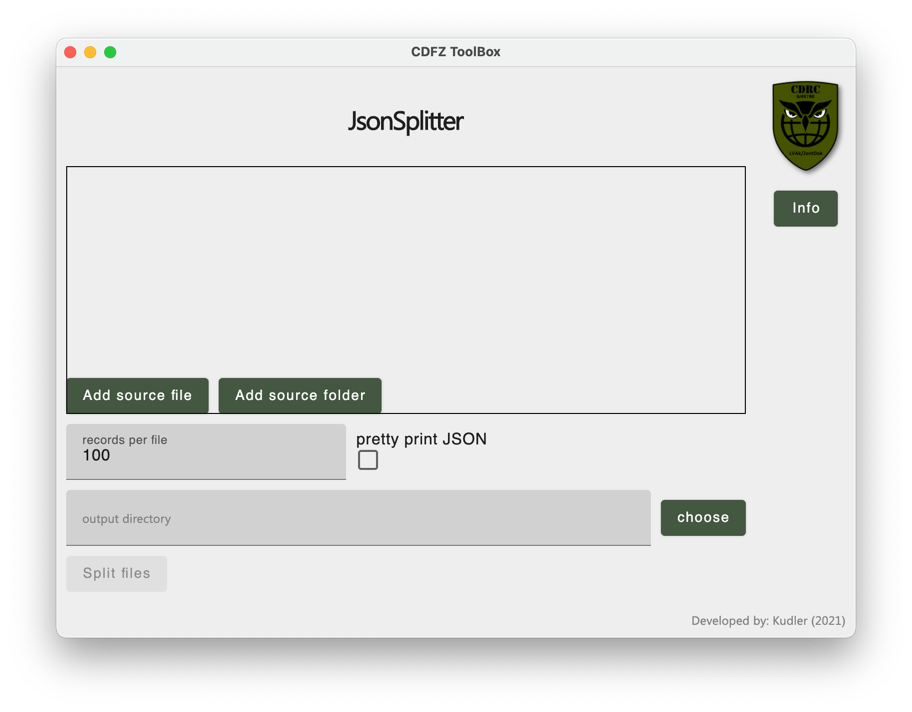 CDFZ ToolBox
JsonSplitter
CDRC
Info
Add source file
Add source folder
records per file
100
pretty print JSON
output directory
choose
Split files
Developed by: Kudler (2021)